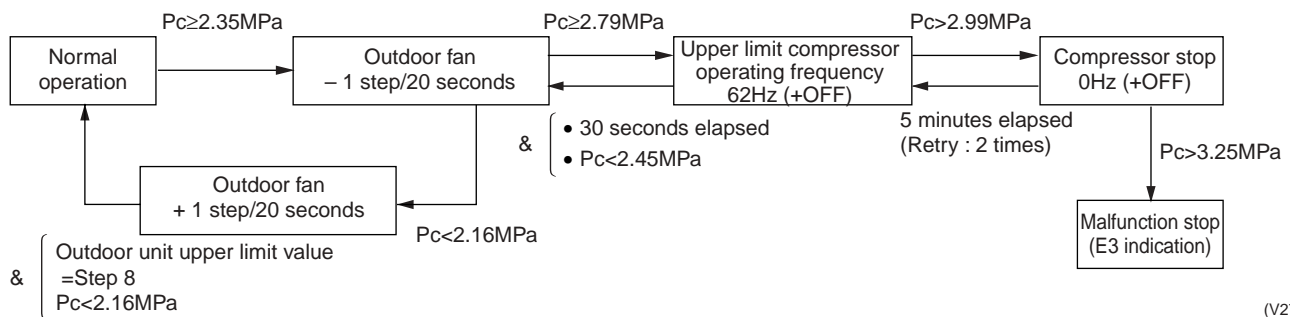 Pc≥2.35MPa
Pc≥2.79MPa
Pc>2.99MPa
Normal
operation
Outdoor fan
– 1 step/20 seconds
Upper limit compressor
operating frequency
62Hz (+OFF)
Compressor stop
0Hz (+OFF)
&
• 30 seconds elapsed
• Pc<2.45MPa
5 minutes elapsed
(Retry : 2 times)
Pc>3.25MPa
Outdoor fan
+ 1 step/20 seconds
Pc<2.16MPa
Malfunction stop
(E3 indication)
&
Outdoor unit upper limit value
=Step 8
Pc<2.16MPa